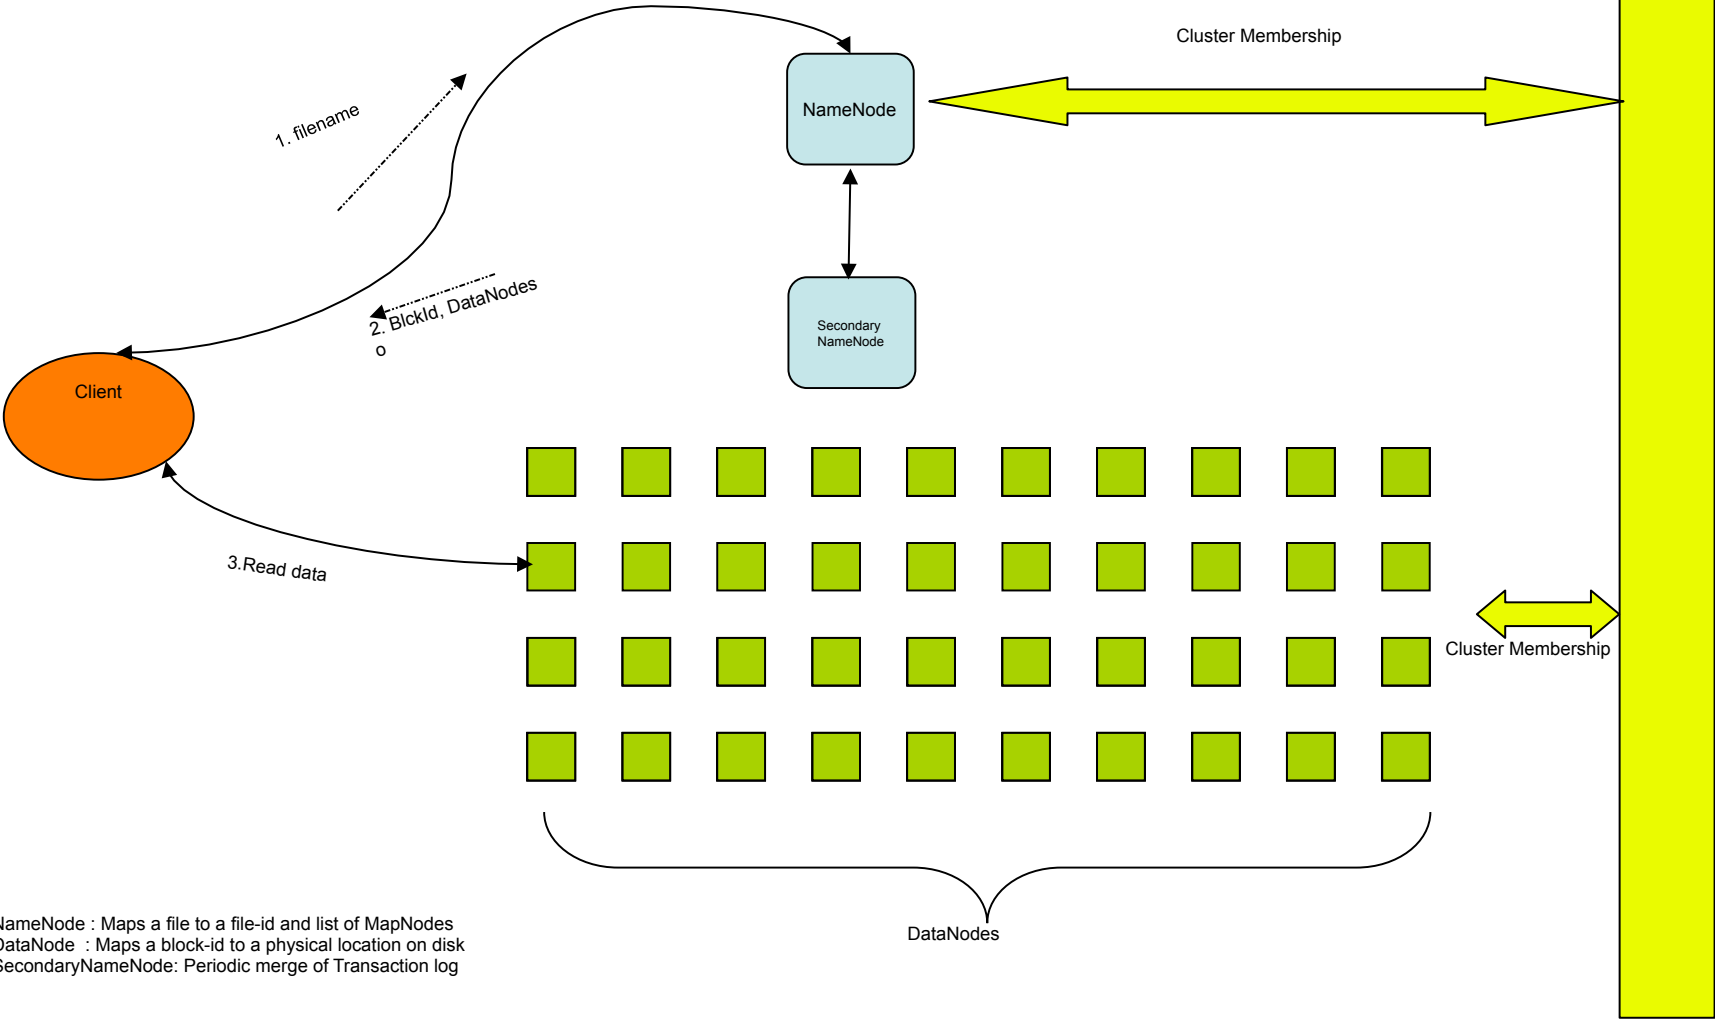 Cluster Membership
NameNode
1. filename
2. BlckId, DataNodes
o
Secondary
NameNode
Client
3.Read data
Cluster Membership
DataNodes
NameNode : Maps a file to a file-id and list of MapNodes
DataNode : Maps a block-id to a physical location on disk
SecondaryNameNode: Periodic merge of Transaction log